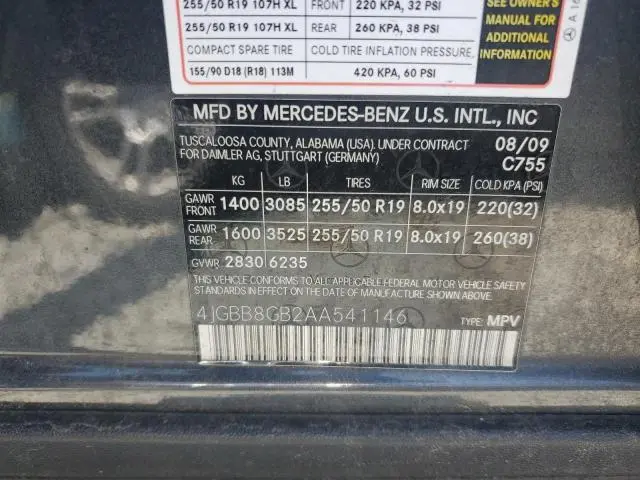 255/50 R19 107H XL FRONT 220 KPA, 32 PSI
255/50 R19 107H XL REAR 260 KPA, 38 PSI
COMPACT SPARE TIRE COLD TIRE INFLATION PRESSURE,
155/90 D18 (R18) 113M 420 KPA, 60 PSI
SEE OWNER'S
MANUAL FOR
ADDITIONAL
INFORMATION
A 16
MFD BY MERCEDES-BENZ U.S. INTL., INC
TUSCALOOSA COUNTY, ALABAMA (USA). UNDER CONTRACT 08/09
FOR DAIMLER AG, STUTTGART (GERMANY) C755
KG LB TIRES RIM SIZE COLD KPA (PSI)
GAWR FRONT 1400 3085 255/50 R19 8.0x19 220(32)
GAWR REAR 1600 3525 255/50 R19 8.0x19 260(38)
GVWR 2830 6235
THIS VEHICLE CONFORMS TO ALL APPLICABLE FEDERAL MOTOR VEHICLE SAFETY
STANDARDS IN EFFECT ON THE DATE OF MANUFACTURE SHOWN ABOVE.
4JGBB8GB2AA541146 TYPE: MPV